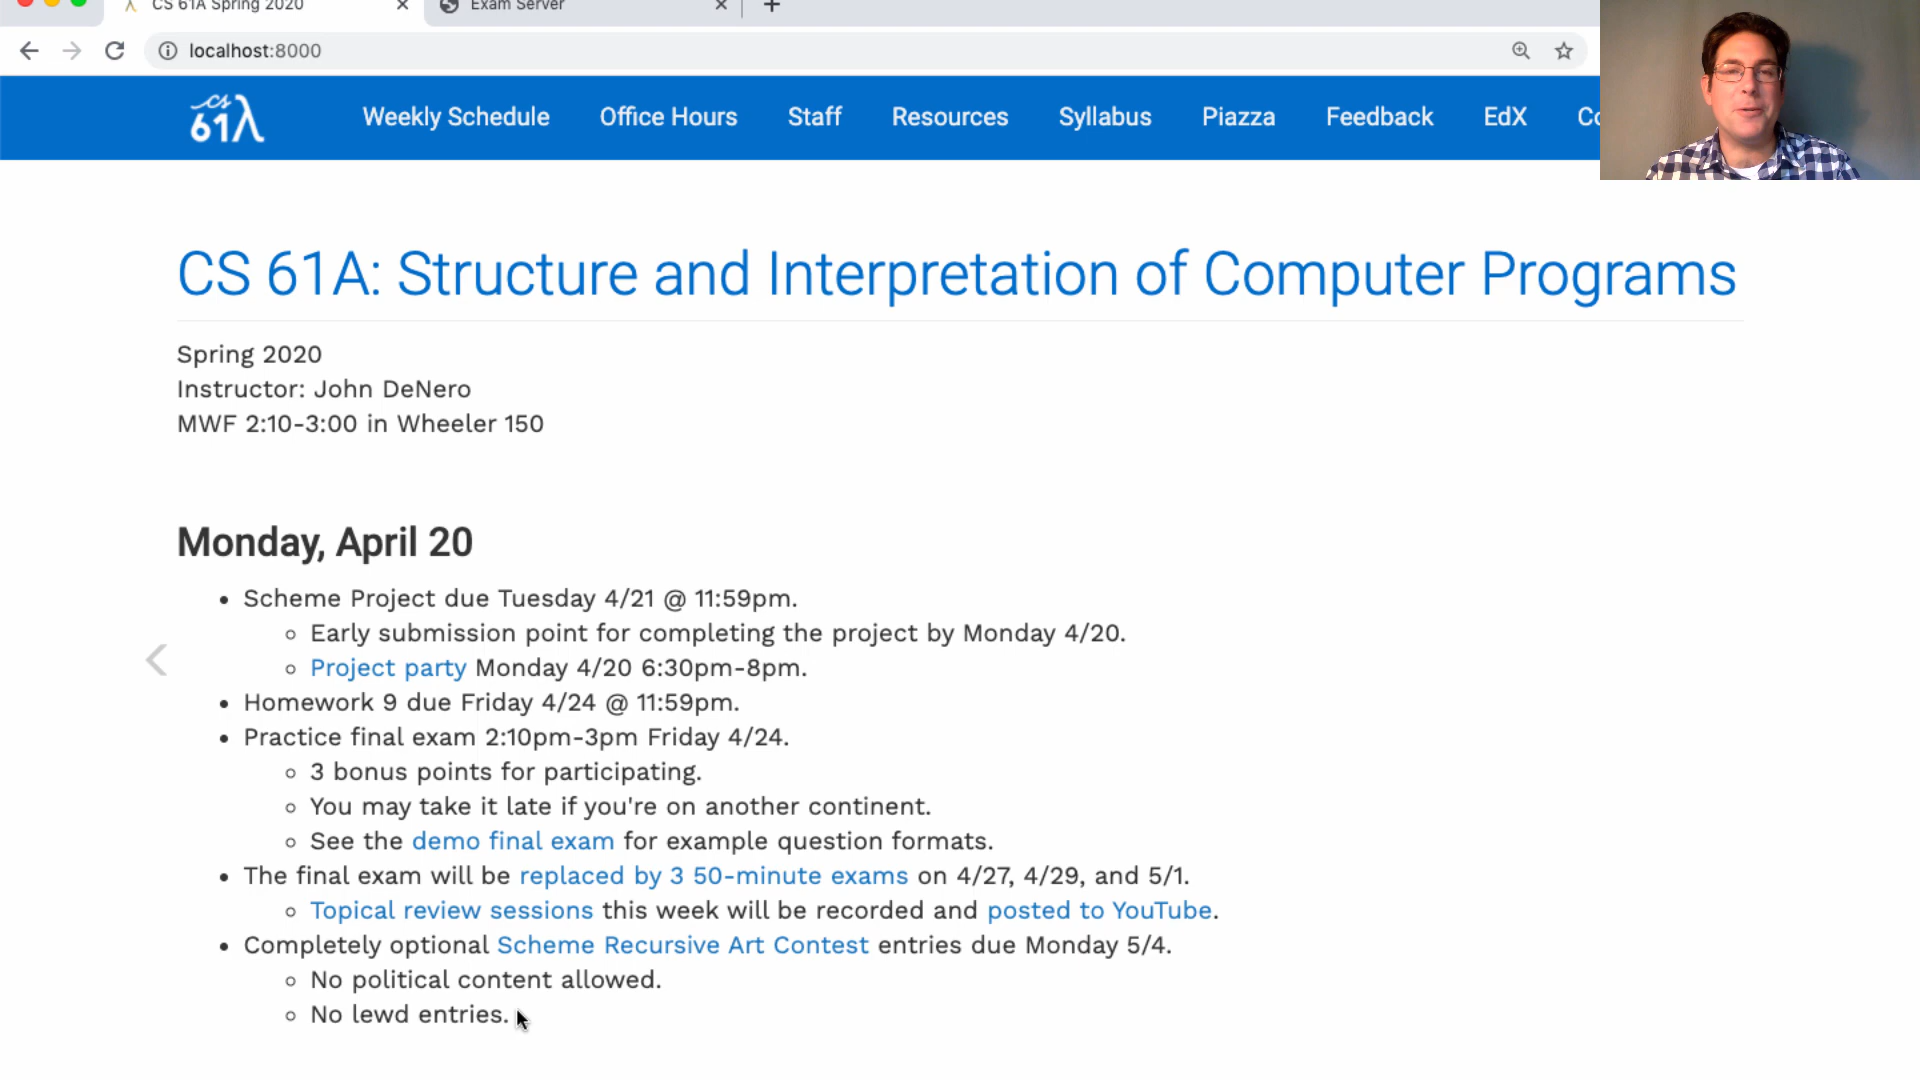 CS 61A Spring 2020
Exam Server
localhost:8000
CS 61A
Weekly Schedule Office Hours Staff Resources Syllabus Piazza Feedback EdX
CS 61A: Structure and Interpretation of Computer Programs
Spring 2020
Instructor: John DeNero
MWF 2:10-3:00 in Wheeler 150
Monday, April 20
Scheme Project due Tuesday 4/21 @ 11:59pm.
Early submission point for completing the project by Monday 4/20.
Project party Monday 4/20 6:30pm-8pm.
Homework 9 due Friday 4/24 @ 11:59pm.
Practice final exam 2:10pm-3pm Friday 4/24.
3 bonus points for participating.
You may take it late if you're on another continent.
See the demo final exam for example question formats.
The final exam will be replaced by 3 50-minute exams on 4/27, 4/29, and 5/1.
Topical review sessions this week will be recorded and posted to YouTube.
Completely optional Scheme Recursive Art Contest entries due Monday 5/4.
No political content allowed.
No lewd entries.